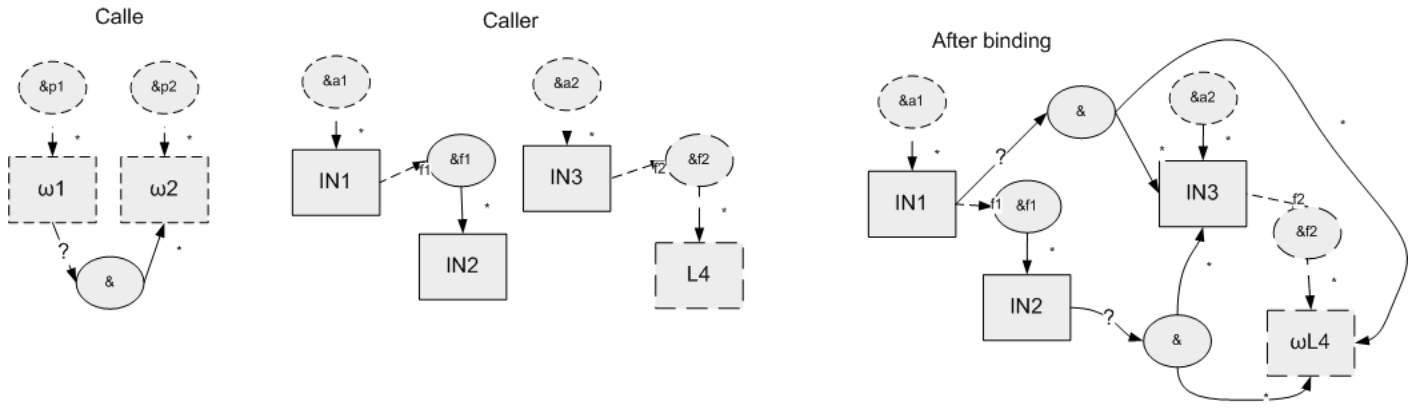 Calle
&p1
&p2
*
*
ω1
ω2
?
&
*
Caller
&a1
*
IN1
f1
&f1
*
IN2
&a2
*
IN3
f2
&f2
*
L4
After binding
&a1
*
IN1
?
&
*
*
&a2
*
IN3
f1
&f1
*
IN2
?
&
*
*
f2
&f2
*
ωL4